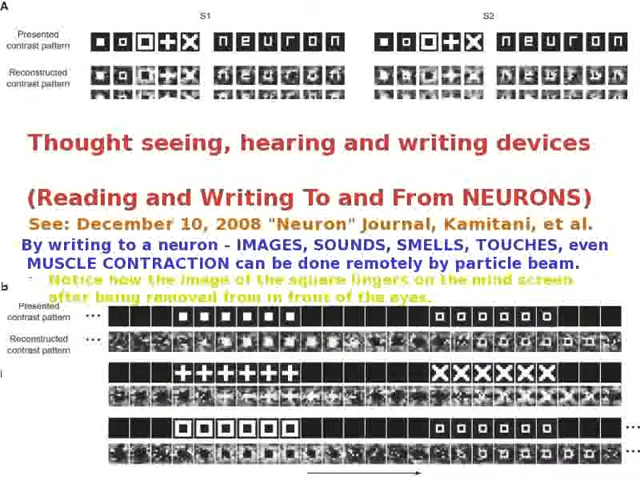 A
S1 S2
Presented
contrast pattern
n e u r o n n e u r o n
Reconstructed
contrast pattern
Thought seeing, hearing and writing devices
(Reading and Writing To and From NEURONS)
See: December 10, 2008 "Neuron" Journal, Kamitani, et al.
By writing to a neuron - IMAGES, SOUNDS, SMELLS, TOUCHES, even
MUSCLE CONTRACTION can be done remotely by particle beam.
Notice how the image of the square lingers on the mind screen
after being removed from in front of the eyes.
Presented
contrast pattern
Reconstructed
contrast pattern